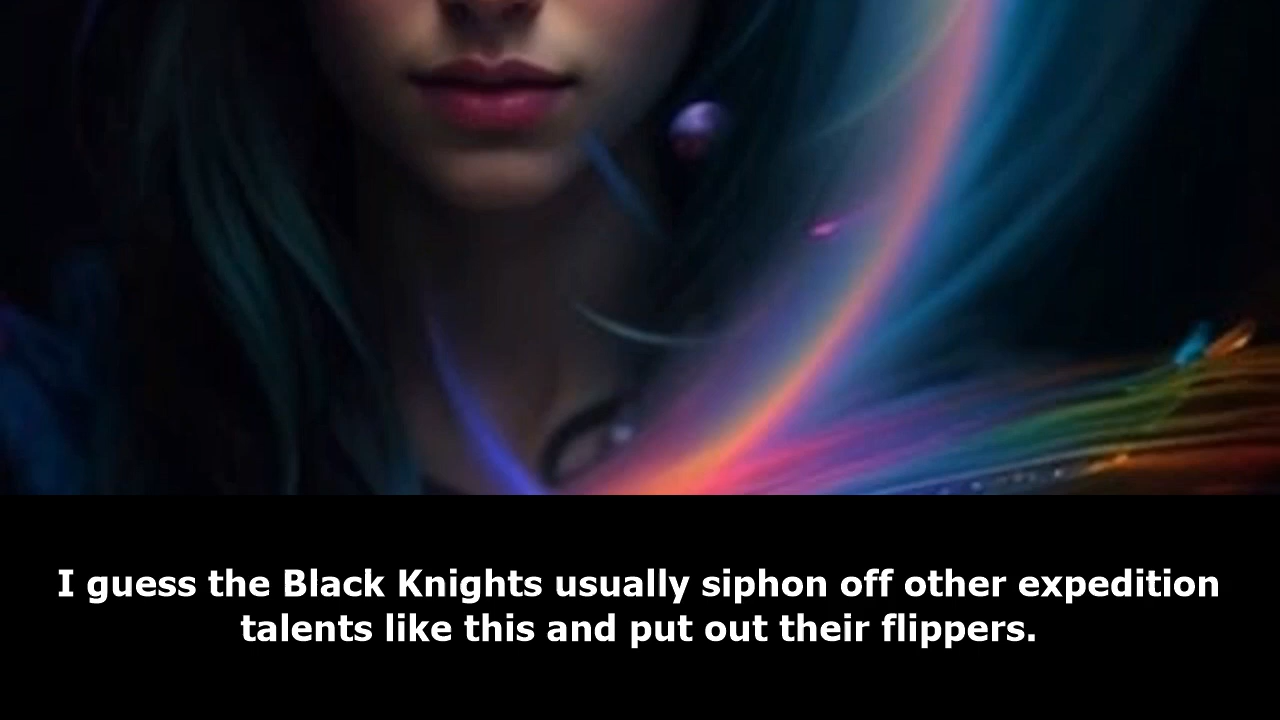 I guess the Black Knights usually siphon off other expedition
talents like this and put out their flippers.